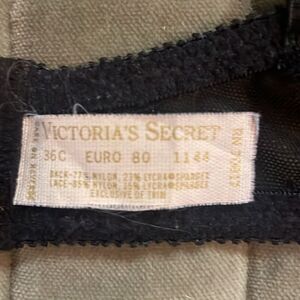 VICTORIA'S SECRET
36C EURO 80 1144
BACK-77% NYLON, 23% LYCRA® SPANDEX
LACE-85% NYLON, 15% LYCRA® SPANDEX
EXCLUSIVE OF TRIM